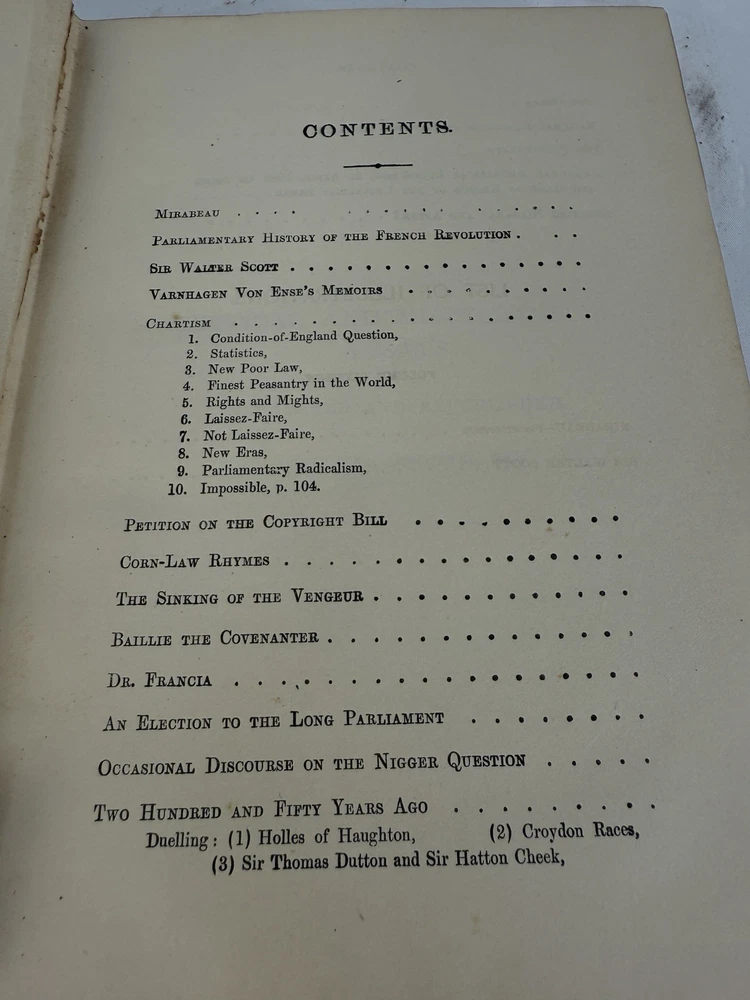 CONTENTS.
MIRABEAU . . . . . . . . . . . . . . .
PARLIAMENTARY HISTORY OF THE FRENCH REVOLUTION . . .
SIR WALTER SCOTT . . . . . . . . . . . . . . . .
VARNHAGEN VON ENSE'S MEMOIRS . . . . . . . . . .
CHARTISM . . . . . . . . . . . . . . . . . .
1. Condition-of-England Question,
2. Statistics,
3. New Poor Law,
4. Finest Peasantry in the World,
5. Rights and Mights,
6. Laissez-Faire,
7. Not Laissez-Faire,
8. New Eras,
9. Parliamentary Radicalism,
10. Impossible, p. 104.
PETITION ON THE COPYRIGHT BILL . . . . . . . . . .
CORN-LAW RHYMES . . . . . . . . . . . . . . . .
THE SINKING OF THE VENGEUR . . . . . . . . . . . .
BAILLIE THE COVENANTER . . . . . . . . . . . . . .
DR. FRANCIA . . . . . . . . . . . . . . . . . .
AN ELECTION TO THE LONG PARLIAMENT . . . . . . . .
OCCASIONAL DISCOURSE ON THE NIGGER QUESTION . . . . .
TWO HUNDRED AND FIFTY YEARS AGO . . . . . . . . .
Duelling: (1) Holles of Haughton, (2) Croydon Races,
(3) Sir Thomas Dutton and Sir Hatton Cheek,